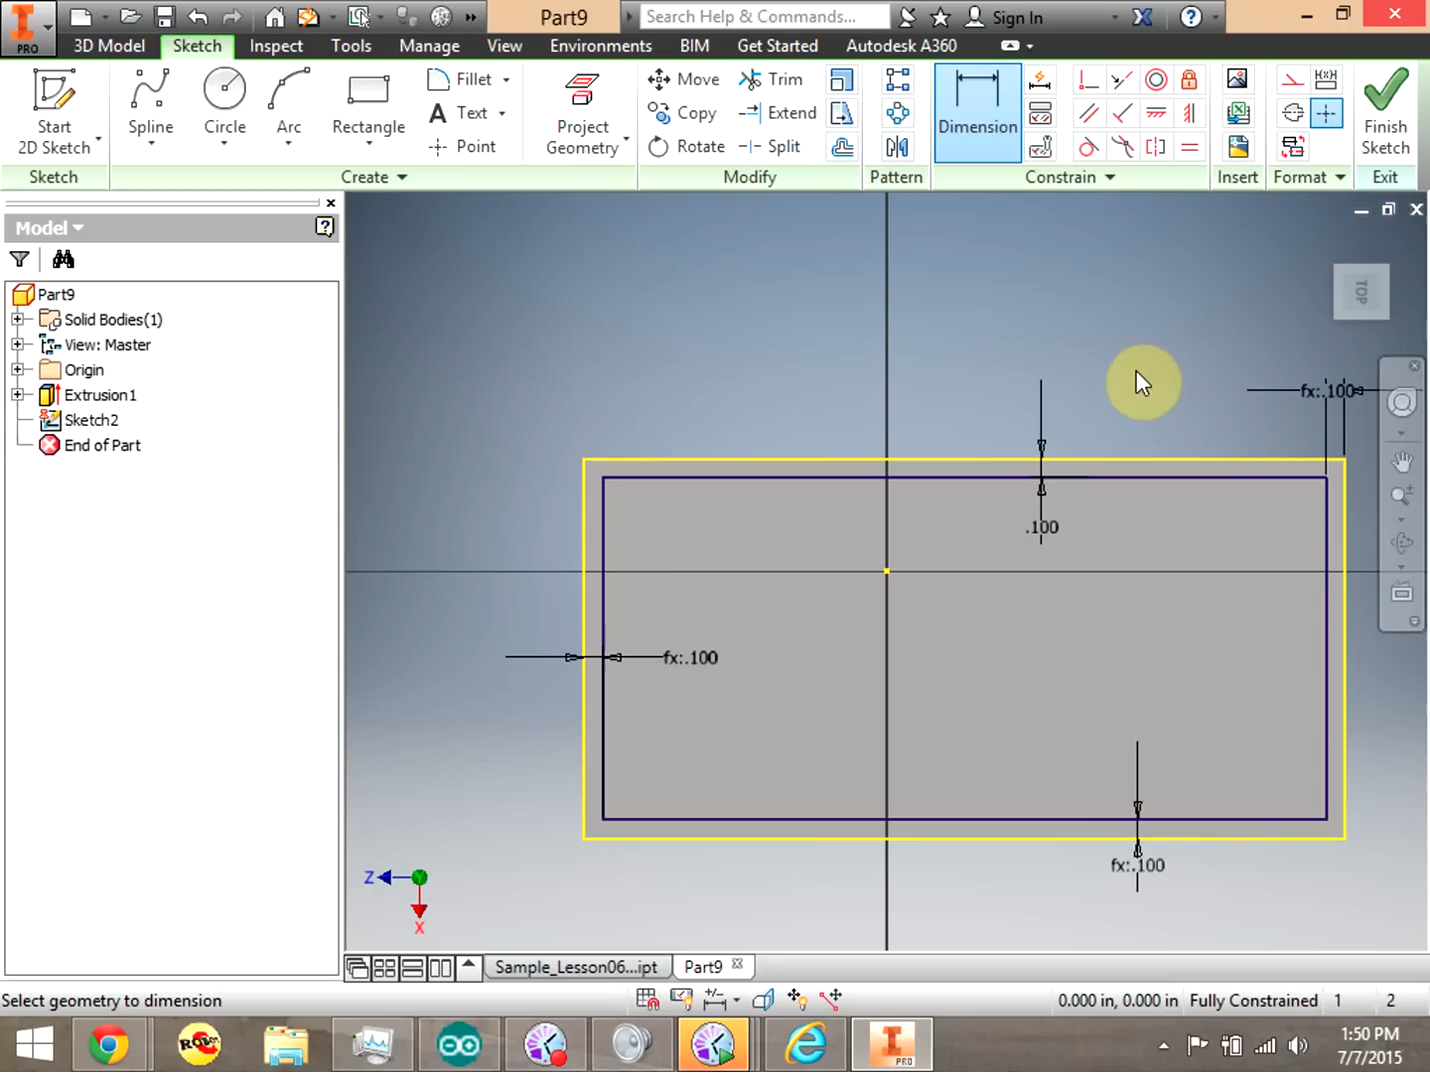 PRO
Part9
Search Help & Commands...
Sign In
3D Model
Sketch
Inspect
Tools
Manage
View
Environments
BIM
Get Started
Autodesk A360
Start
2D Sketch
Spline
Circle
Arc
Rectangle
Fillet
A Text
Point
Project
Geometry
Move
Copy
Rotate
Trim
Extend
Split
Dimension
Finish
Sketch
Sketch
Create
Modify
Pattern
Constrain
Insert
Format
Exit
Model
Part9
Solid Bodies(1)
View: Master
Origin
Extrusion1
Sketch2
End of Part
TOP
fx:.100
.100
fx:.100
fx:.100
Z
X
Sample_Lesson06...ipt
Part9
Select geometry to dimension
0.000 in, 0.000 in
Fully Constrained
1
2
PRO
1:50 PM
7/7/2015